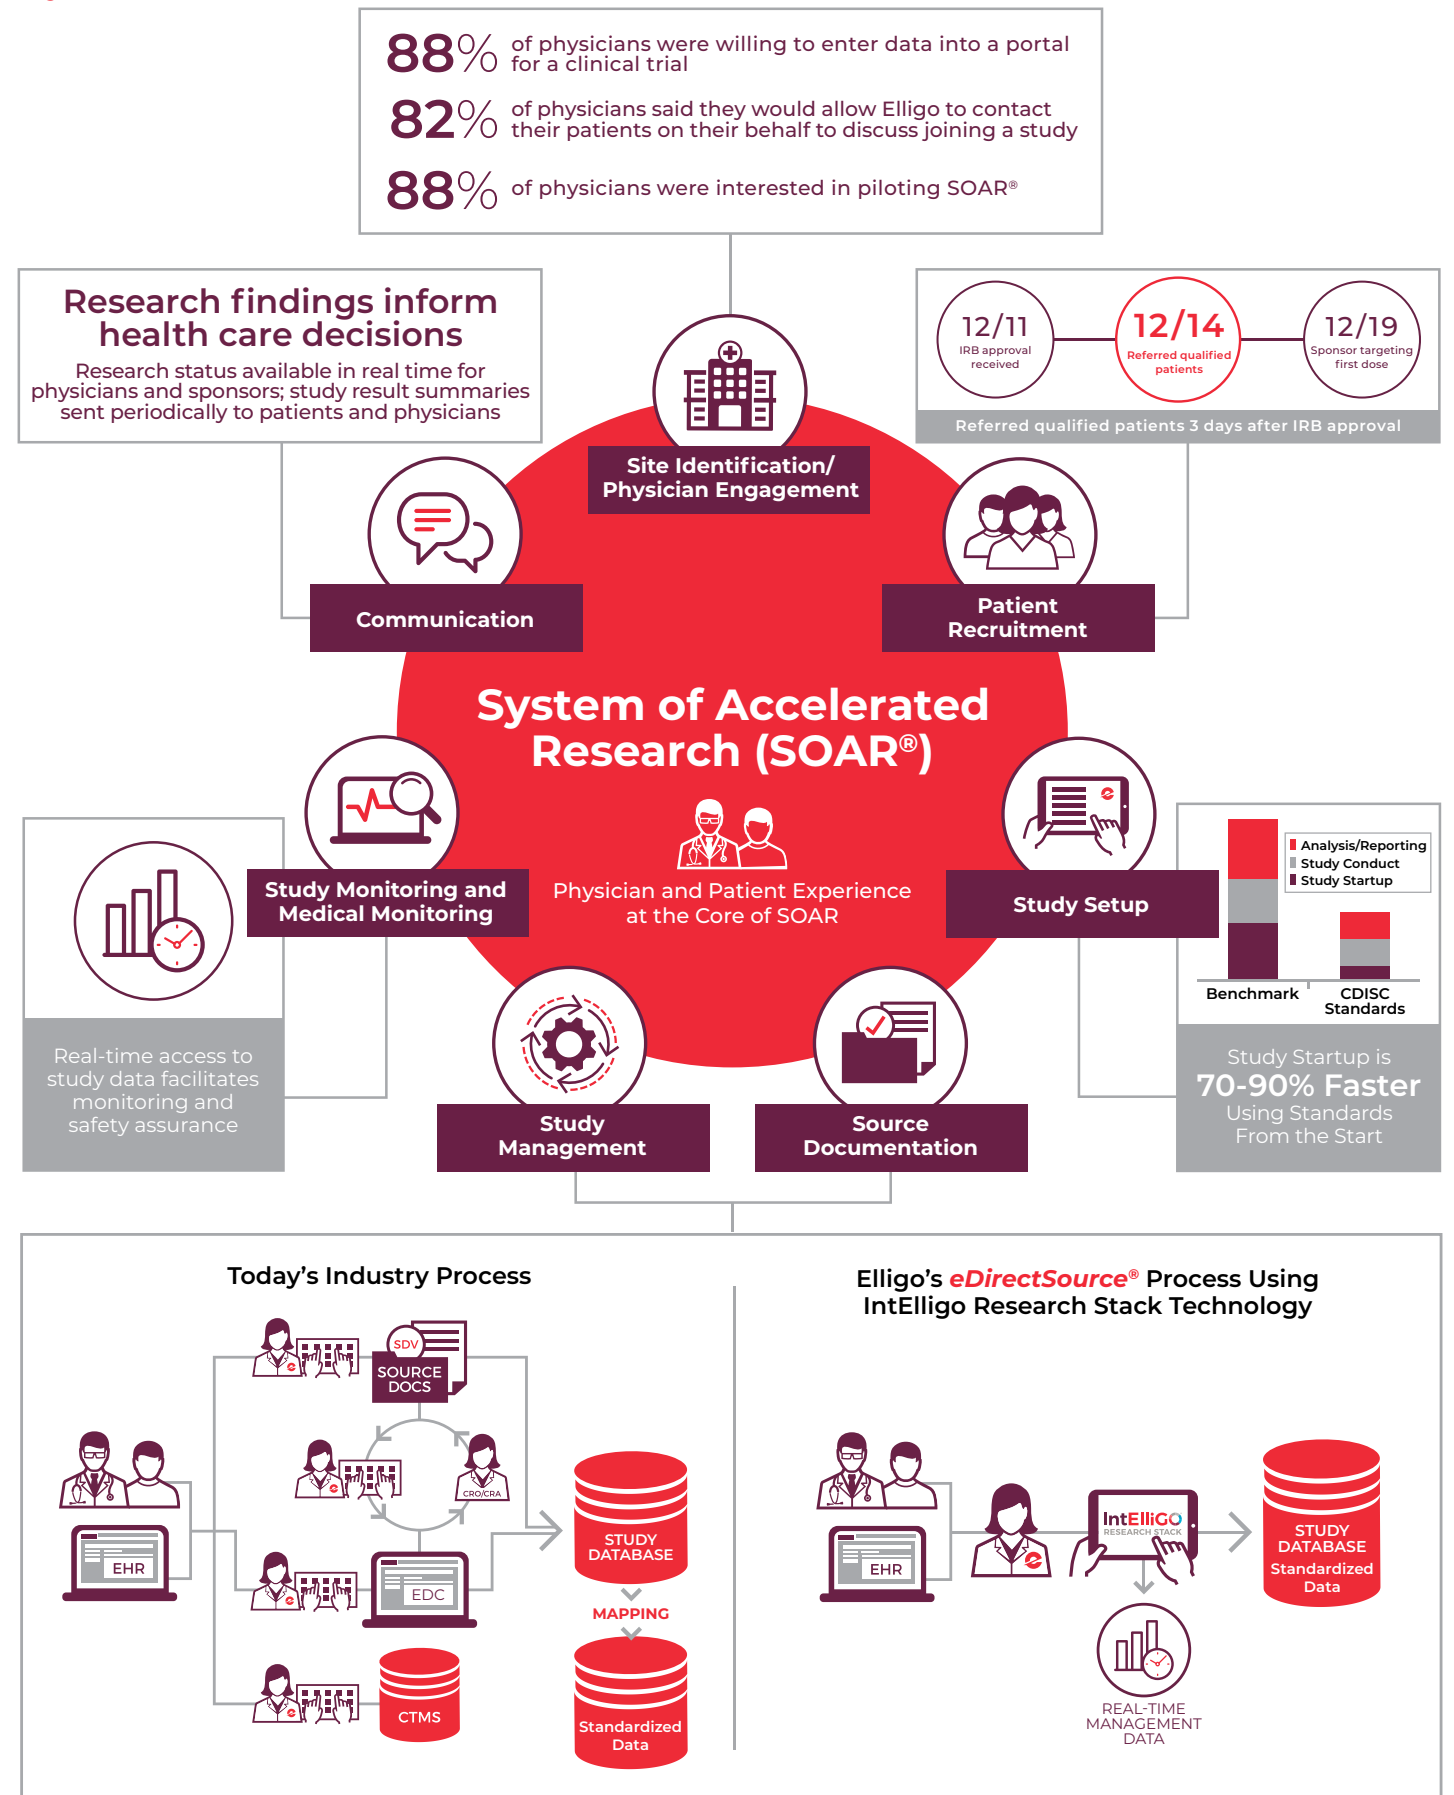 88% of physicians were willing to enter data into a portal
for a clinical trial
82% of physicians said they would allow Elligo to contact
their patients on their behalf to discuss joining a study
88% of physicians were interested in piloting SOAR®
Research findings inform
health care decisions
Research status available in real time for
physicians and sponsors; study result summaries
sent periodically to patients and physicians
12/11
IRB approval
received
12/14
Referred qualified
patients
12/19
Sponsor targeting
first dose
Referred qualified patients 3 days after IRB approval
Site Identification/
Physician Engagement
Communication
Patient
Recruitment
System of Accelerated
Research (SOAR®)
Physician and Patient Experience
at the Core of SOAR
Study Monitoring and
Medical Monitoring
Real-time access to
study data facilitates
monitoring and
safety assurance
Study Setup
Analysis/Reporting
Study Conduct
Study Startup
Benchmark
CDISC
Standards
Study Startup is
70-90% Faster
Using Standards
From the Start
Study
Management
Source
Documentation
Today's Industry Process
SDV
SOURCE
DOCS
CRO/CRA
EHR
EDC
CTMS
STUDY
DATABASE
MAPPING
Standardized
Data
Elligo's eDirectSource® Process Using
IntElligo Research Stack Technology
EHR
IntElliGO
RESEARCH STACK
STUDY
DATABASE
Standardized
Data
REAL-TIME
MANAGEMENT
DATA